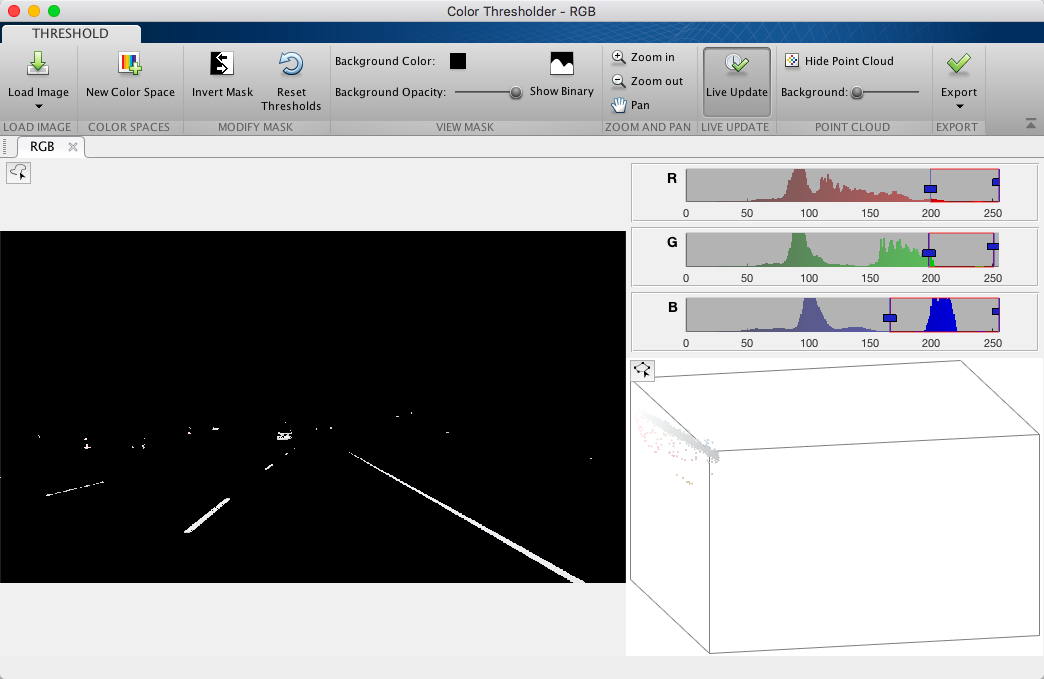 Color Thresholder - RGB
THRESHOLD
Load Image
New Color Space
Invert Mask
Reset
Thresholds
Background Color:
Background Opacity:
Show Binary
Zoom in
Zoom out
Pan
Live Update
Hide Point Cloud
Background:
Export
LOAD IMAGE
COLOR SPACES
MODIFY MASK
VIEW MASK
ZOOM AND PAN
LIVE UPDATE
POINT CLOUD
EXPORT
RGB
R
0 50 100 150 200 250
G
0 50 100 150 200 250
B
0 50 100 150 200 250